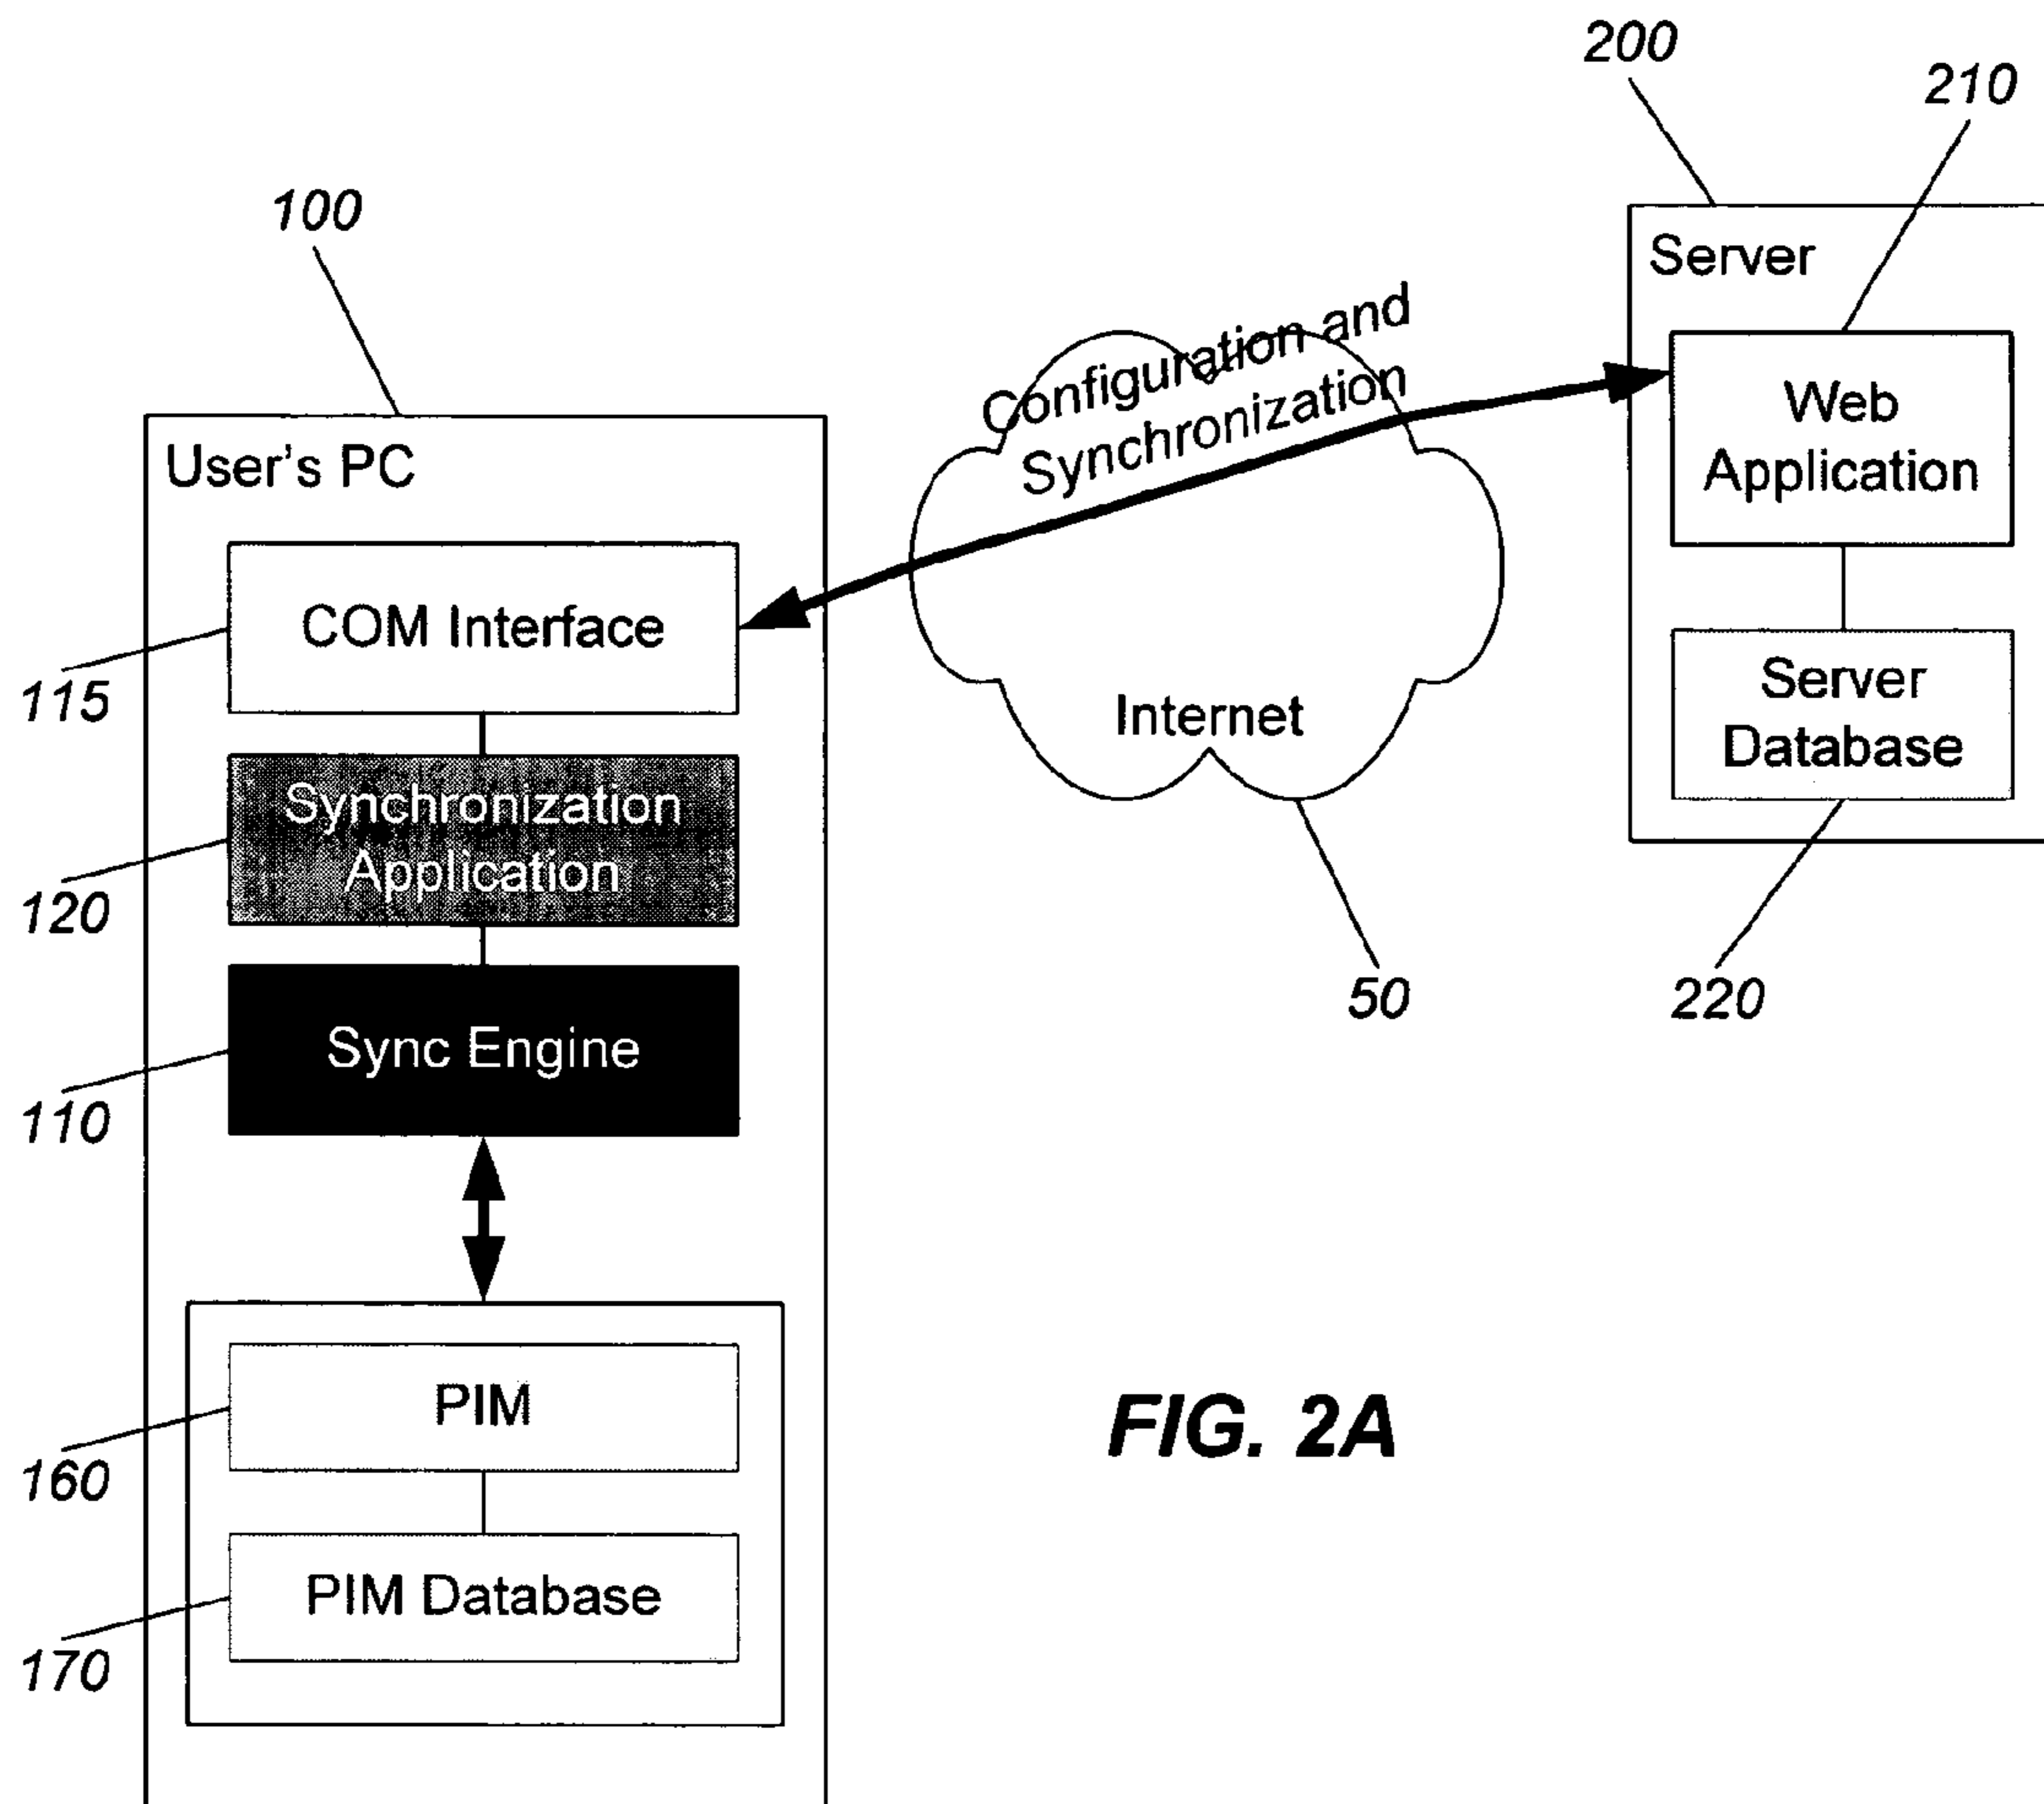 200
210
100
Server
Configuration and
Synchronization
Web
Application
User's PC
COM Interface
115
Server
Database
Internet
Synchronization
Application
120
50
220
Sync Engine
110
PIM
160
FIG. 2A
PIM Database
170